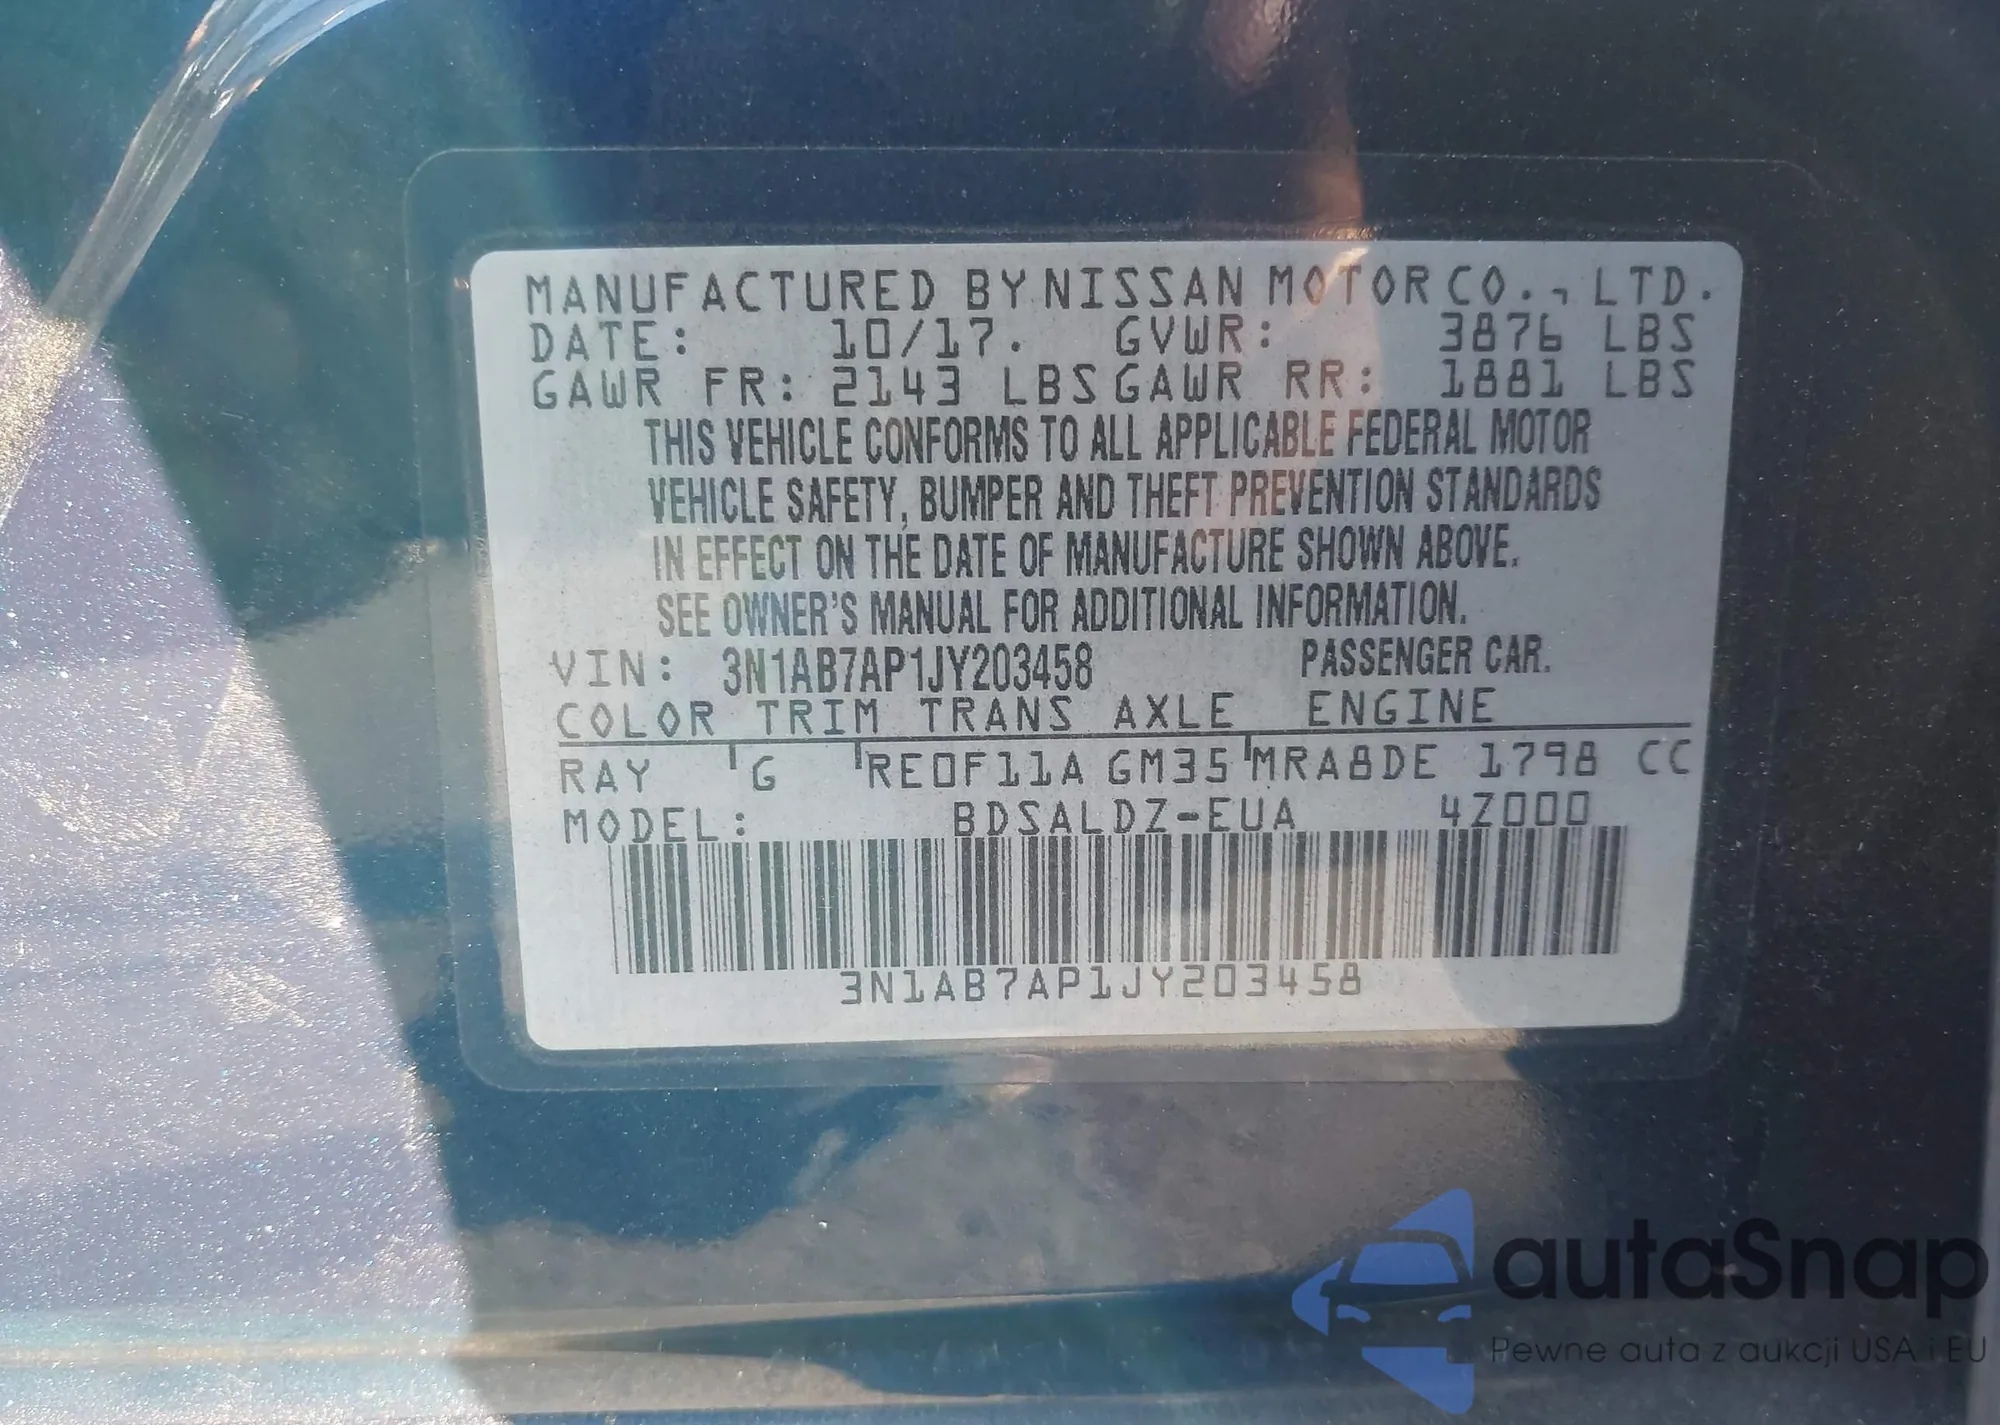 MANUFACTURED BY NISSAN MOTOR CO., LTD.
DATE: 10/17. GVWR: 3876 LBS
GAWR FR: 2143 LBS GAWR RR: 1881 LBS
THIS VEHICLE CONFORMS TO ALL APPLICABLE FEDERAL MOTOR
VEHICLE SAFETY, BUMPER AND THEFT PREVENTION STANDARDS
IN EFFECT ON THE DATE OF MANUFACTURE SHOWN ABOVE.
SEE OWNER'S MANUAL FOR ADDITIONAL INFORMATION.
VIN: 3N1AB7AP1JY203458 PASSENGER CAR.
COLOR TRIM TRANS AXLE ENGINE
RAY G RE0F11A GM35 MRA8DE 1798 CC
MODEL: BDSALDZ-EUA 4Z000
3N1AB7AP1JY203458
autaSnap
Pewne auta z aukcji USA i EU